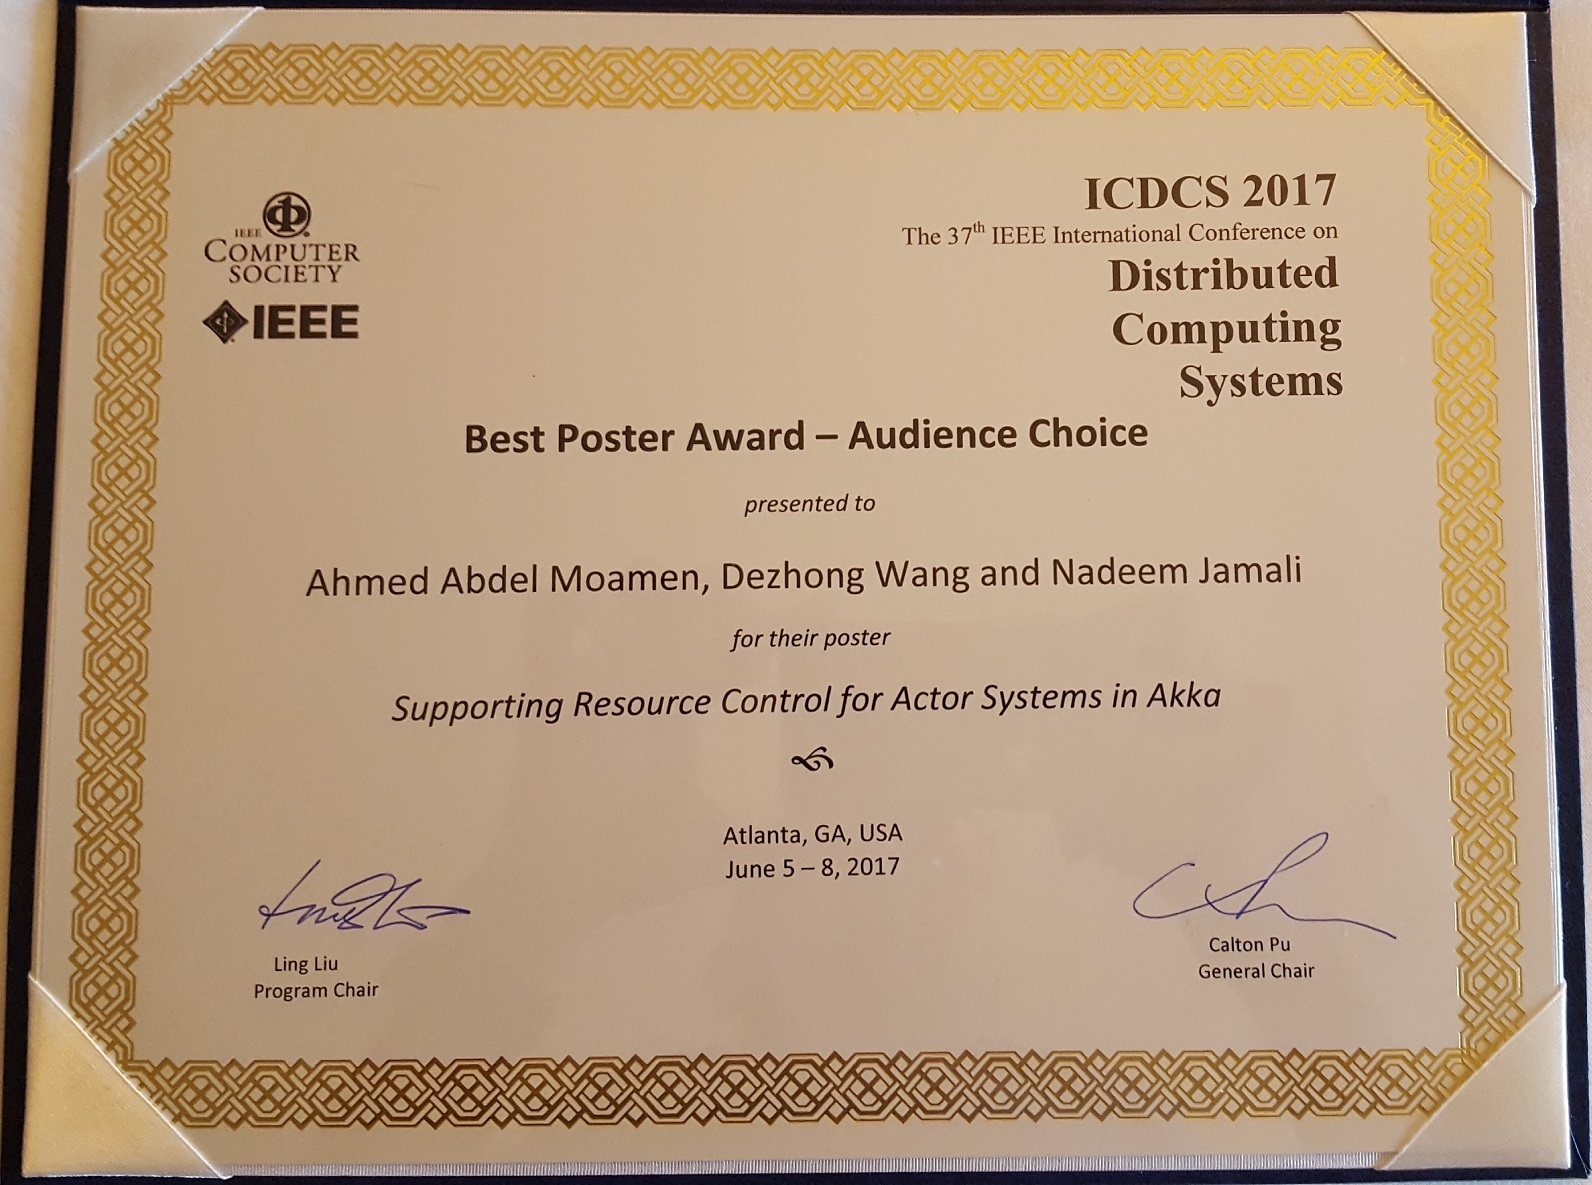 IEEE
COMPUTER
SOCIETY
IEEE
ICDCS 2017
The 37th IEEE International Conference on
Distributed
Computing
Systems
Best Poster Award – Audience Choice
presented to
Ahmed Abdel Moamen, Dezhong Wang and Nadeem Jamali
for their poster
Supporting Resource Control for Actor Systems in Akka
Atlanta, GA, USA
June 5 – 8, 2017
Ling Liu
Program Chair
Calton Pu
General Chair